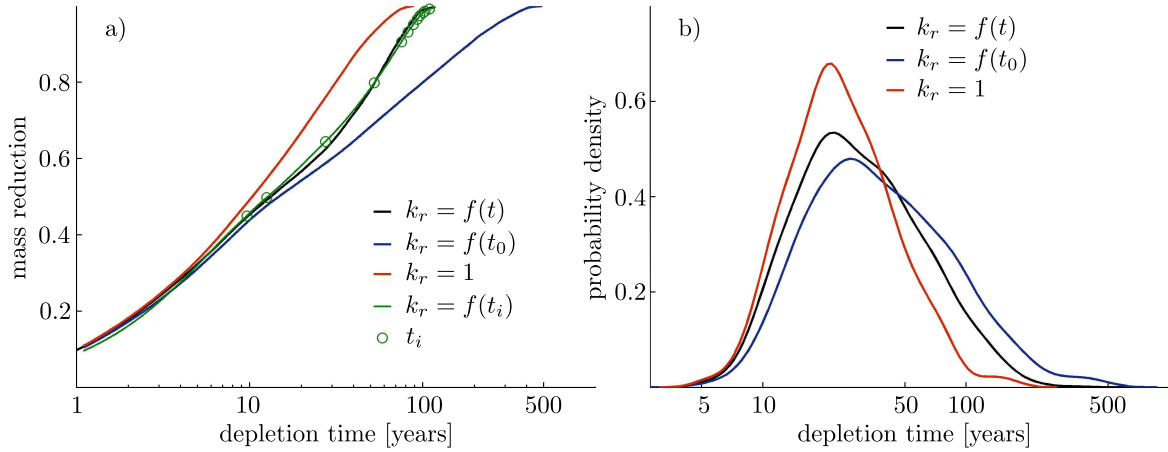 a)
mass reduction
0.8
0.6
0.4
0.2
k_r = f(t)
k_r = f(t_0)
k_r = 1
k_r = f(t_i)
t_i
1 10 100 500
depletion time [years]
b)
probability density
0.6
0.4
0.2
k_r = f(t)
k_r = f(t_0)
k_r = 1
5 10 50 100 500
depletion time [years]